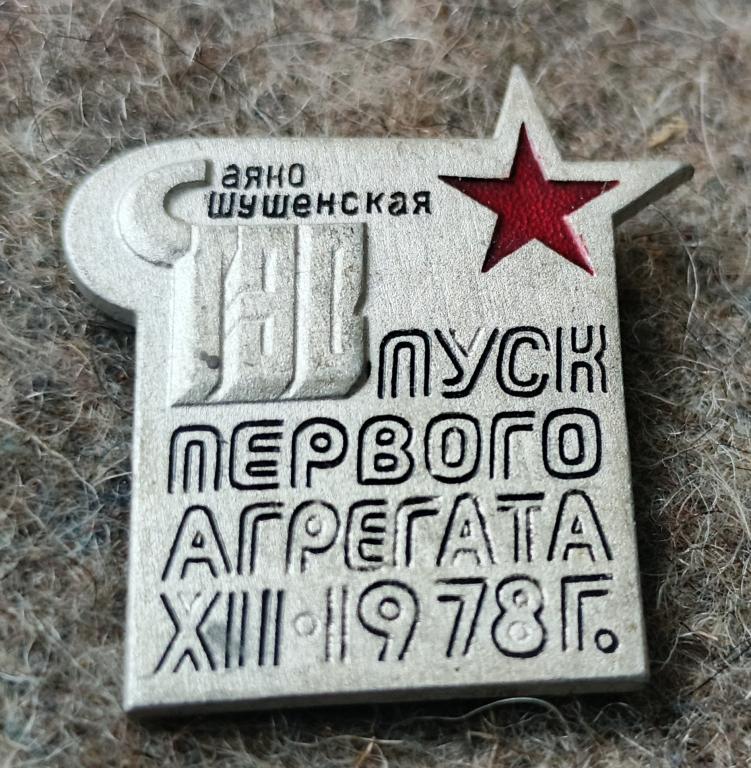 Саяно
Шушенская
ГЭС
ПУСК
ПЕРВОГО
АГРЕГАТА
XII·1978Г.